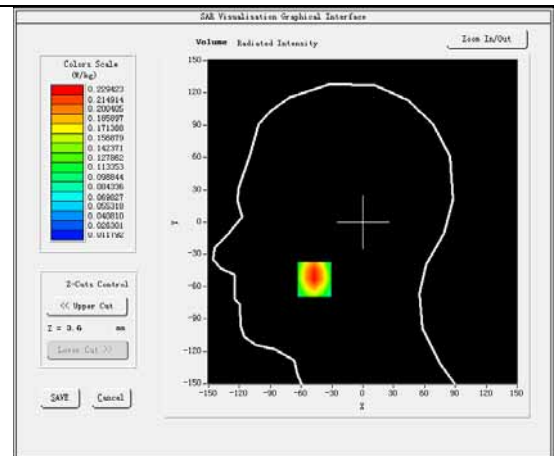 SAR Visualisation Graphical Interface
Volume Radiated Intensity
Zoom In/Out
Colors Scale
(W/kg)
0.229423
0.214914
0.200405
0.185897
0.171388
0.156879
0.142371
0.127862
0.113353
0.098844
0.084336
0.069827
0.055318
0.040810
0.026301
0.011792
Z-Cuts Control
<< Upper Cut
Z = 3.6 mm
Lower Cut >>
SAVE
Cancel
150
120
90
60
30
0
-30
-60
-90
-120
-150
Y
-150 -120 -90 -60 -30 0 30 60 90 120 150
X